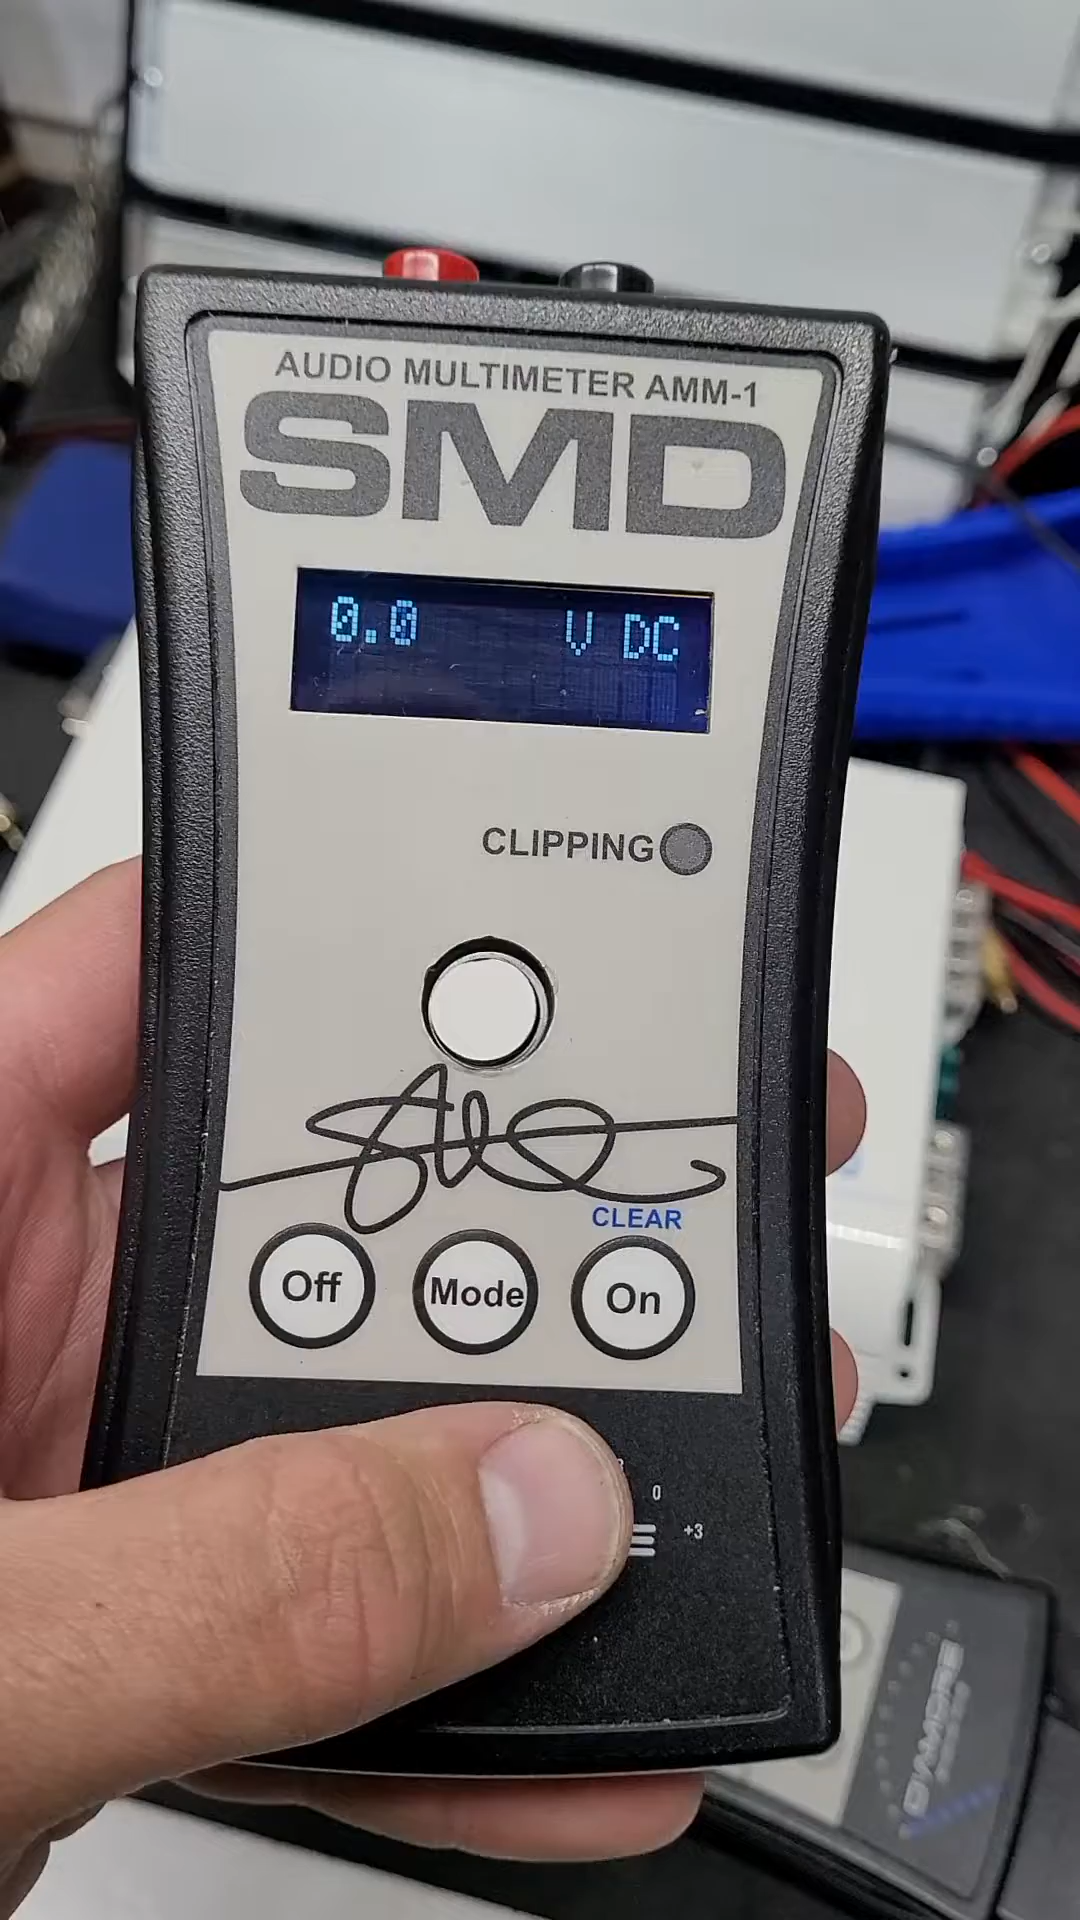 AUDIO MULTIMETER AMM-1
SMD
0.0 V DC
CLIPPING
CLEAR
Off Mode On
0
+3